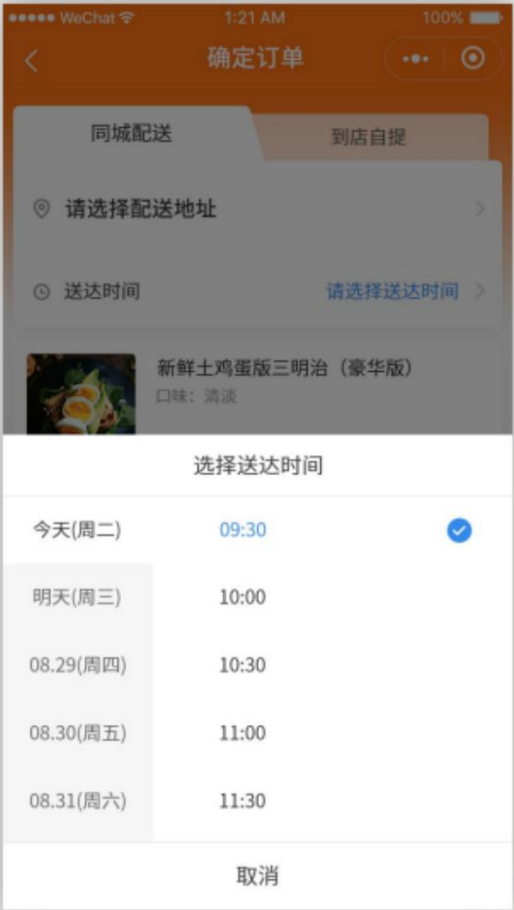 WeChat 1:21 AM 100%
确定订单
同城配送 到店自提
请选择配送地址
送达时间 请选择送达时间
新鲜土鸡蛋版三明治（豪华版）
口味：清淡
选择送达时间
今天(周二) 09:30
明天(周三) 10:00
08.29(周四) 10:30
08.30(周五) 11:00
08.31(周六) 11:30
取消